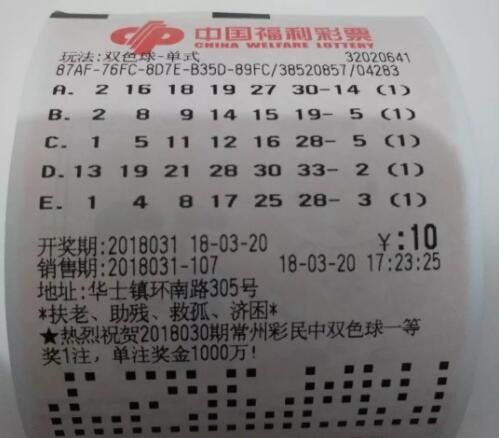 中国福利彩票
CHINA WELFARE LOTTERY
玩法:双色球-单式 32020641
87AF-76FC-8D7E-B35D-89FC/38520857/04283
A. 2 16 18 19 27 30-14 (1)
B. 2 8 9 14 15 19- 5 (1)
C. 1 5 11 12 16 28- 5 (1)
D. 13 19 21 28 30 33- 2 (1)
E. 1 4 8 17 25 28- 3 (1)
开奖期:2018031 18-03-20 ¥:10
销售期:2018031-107 18-03-20 17:23:25
地址:华士镇环南路305号
*扶老、助残、救孤、济困*
★热烈祝贺2018030期常州彩民中双色球一等
奖1注,单注奖金1000万!